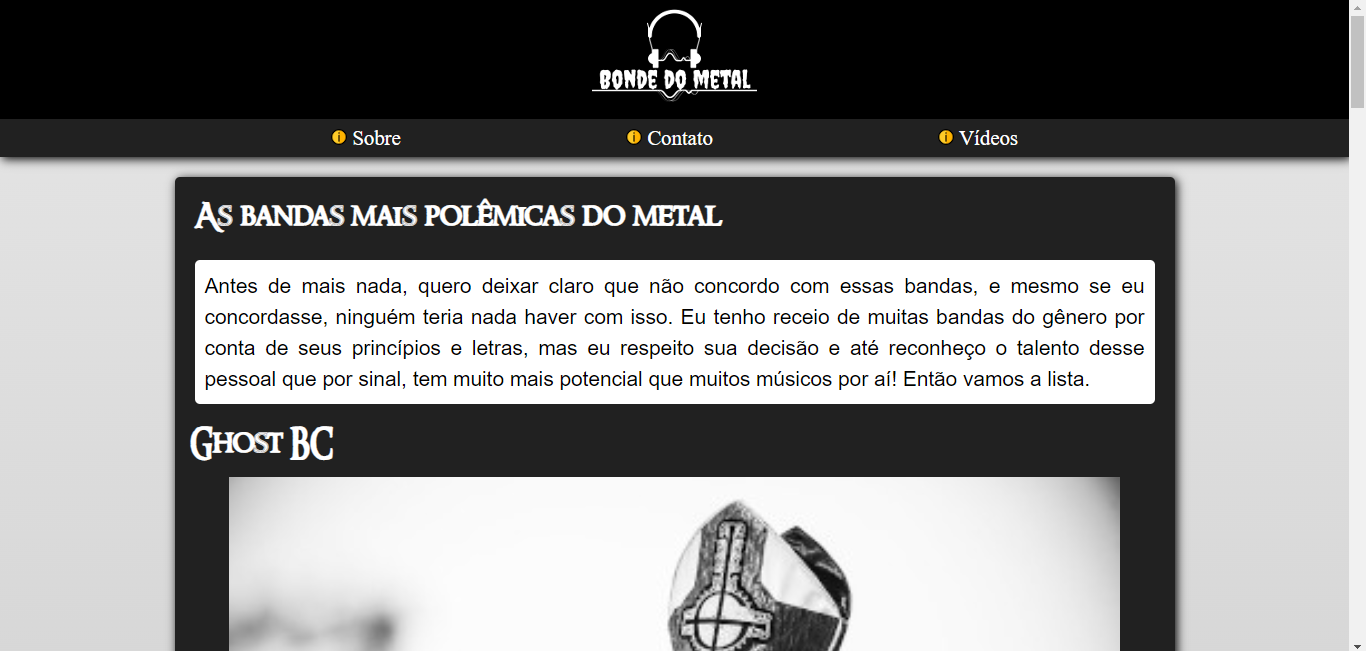 BONDE DO METAL
Sobre
Contato
Vídeos
As bandas mais polêmicas do metal
Antes de mais nada, quero deixar claro que não concordo com essas bandas, e mesmo se eu
concordasse, ninguém teria nada haver com isso. Eu tenho receio de muitas bandas do gênero por
conta de seus princípios e letras, mas eu respeito sua decisão e até reconheço o talento desse
pessoal que por sinal, tem muito mais potencial que muitos músicos por aí! Então vamos a lista.
Ghost BC